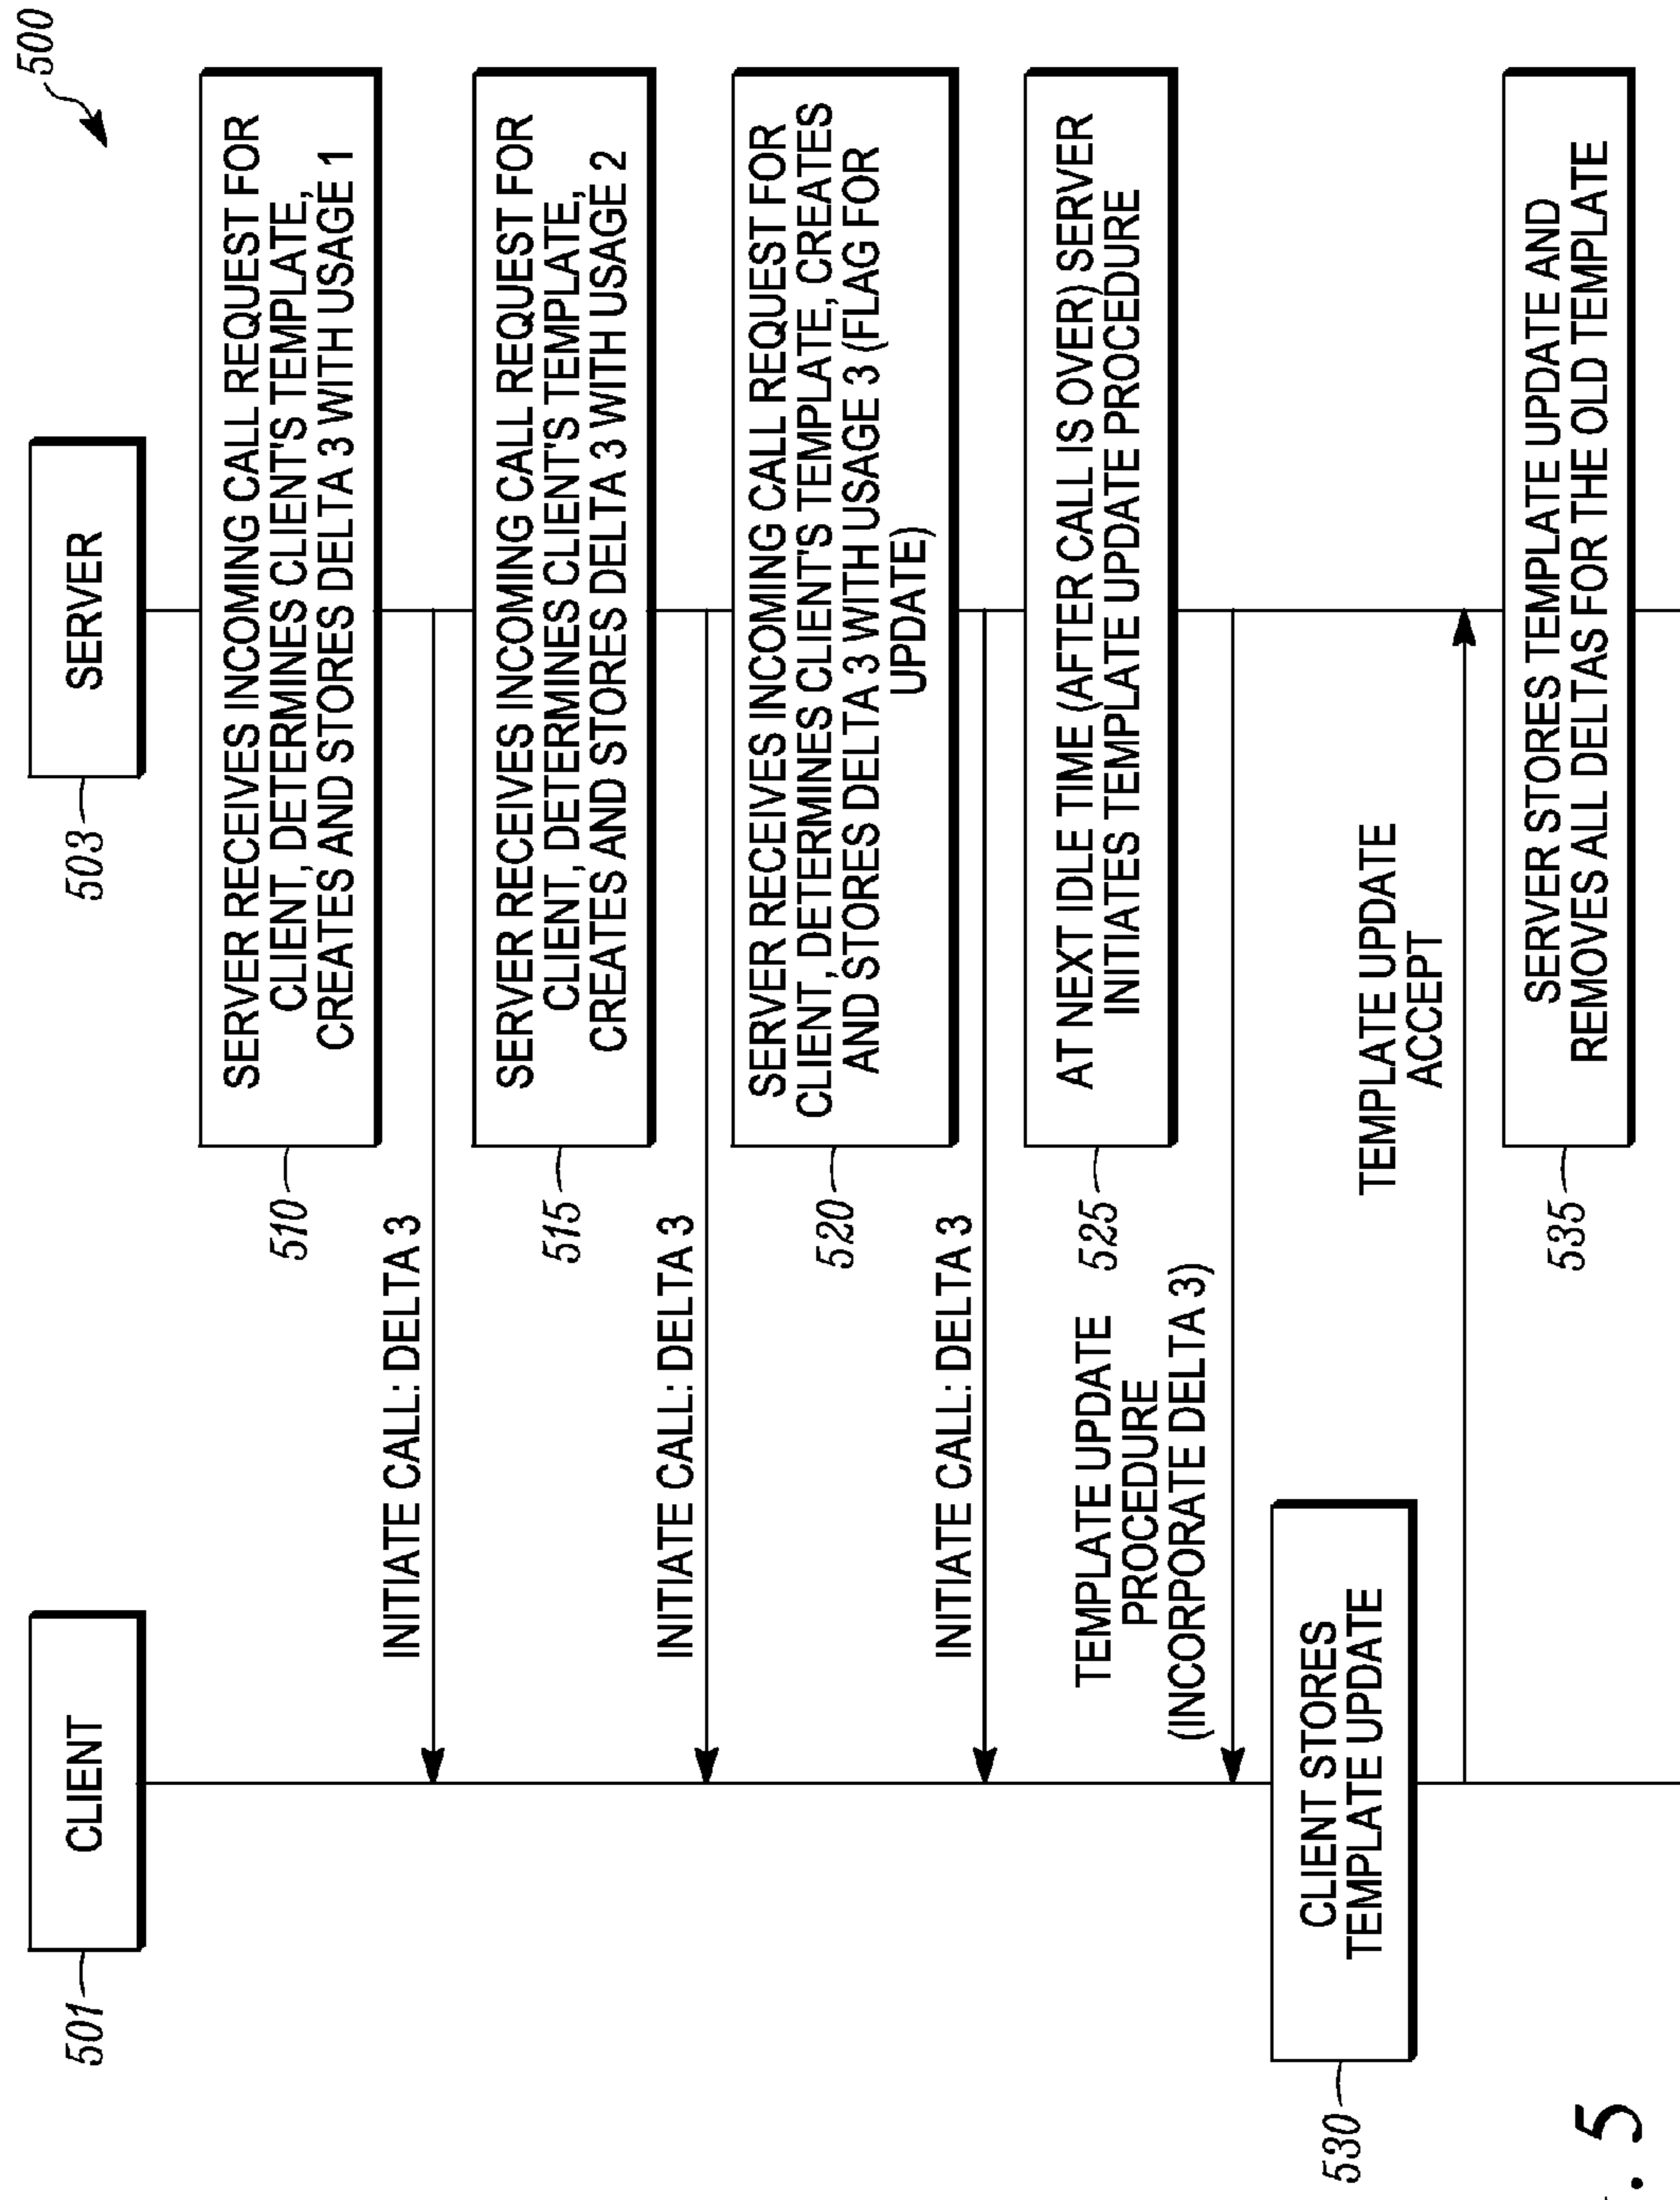 500
CLIENT
501
SERVER
503
SERVER RECEIVES INCOMING CALL REQUEST FOR
CLIENT, DETERMINES CLIENT'S TEMPLATE,
CREATES AND STORES DELTA 3 WITH USAGE 1
510
INITIATE CALL: DELTA 3
SERVER RECEIVES INCOMING CALL REQUEST FOR
CLIENT, DETERMINES CLIENT'S TEMPLATE,
CREATES AND STORES DELTA 3 WITH USAGE 2
515
INITIATE CALL: DELTA 3
SERVER RECEIVES INCOMING CALL REQUEST FOR
CLIENT, DETERMINES CLIENT'S TEMPLATE, CREATES
AND STORES DELTA 3 WITH USAGE 3 (FLAG FOR
UPDATE)
520
INITIATE CALL: DELTA 3
AT NEXT IDLE TIME (AFTER CALL IS OVER) SERVER
INITIATES TEMPLATE UPDATE PROCEDURE
525
TEMPLATE UPDATE
PROCEDURE
(INCORPORATE DELTA 3)
CLIENT STORES
TEMPLATE UPDATE
530
TEMPLATE UPDATE
ACCEPT
SERVER STORES TEMPLATE UPDATE AND
REMOVES ALL DELTAS FOR THE OLD TEMPLATE
535
. 5